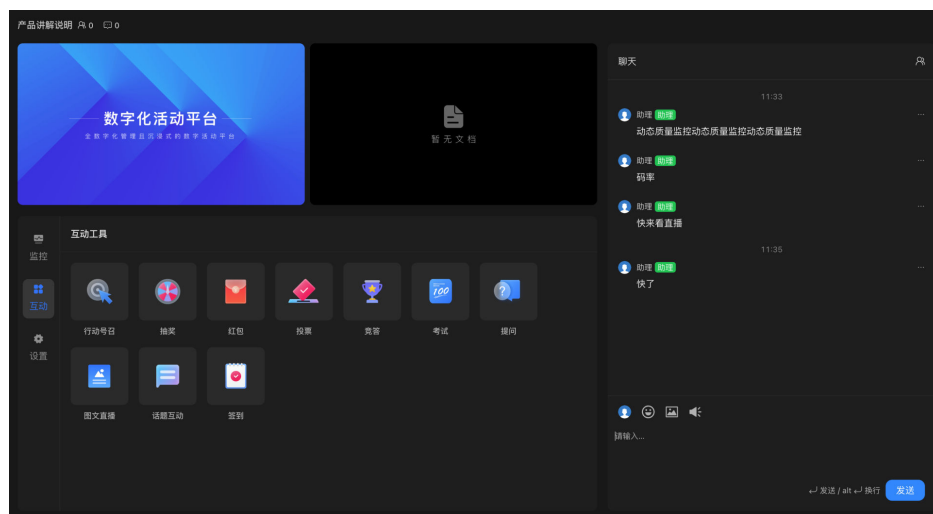 产品讲解说明 0 0
数字化活动平台
全数字化管理且沉浸式的数字活动平台
暂无文档
聊天
11:33
助理 助理
动态质量监控动态质量监控动态质量监控
助理 助理
码率
助理 助理
快来看直播
11:35
助理 助理
快了
监控
互动
设置
互动工具
100
行动号召 抽奖 红包 投票 竞答 考试 提问
图文直播 话题互动 签到
请输入...
发送 / alt 换行 发送